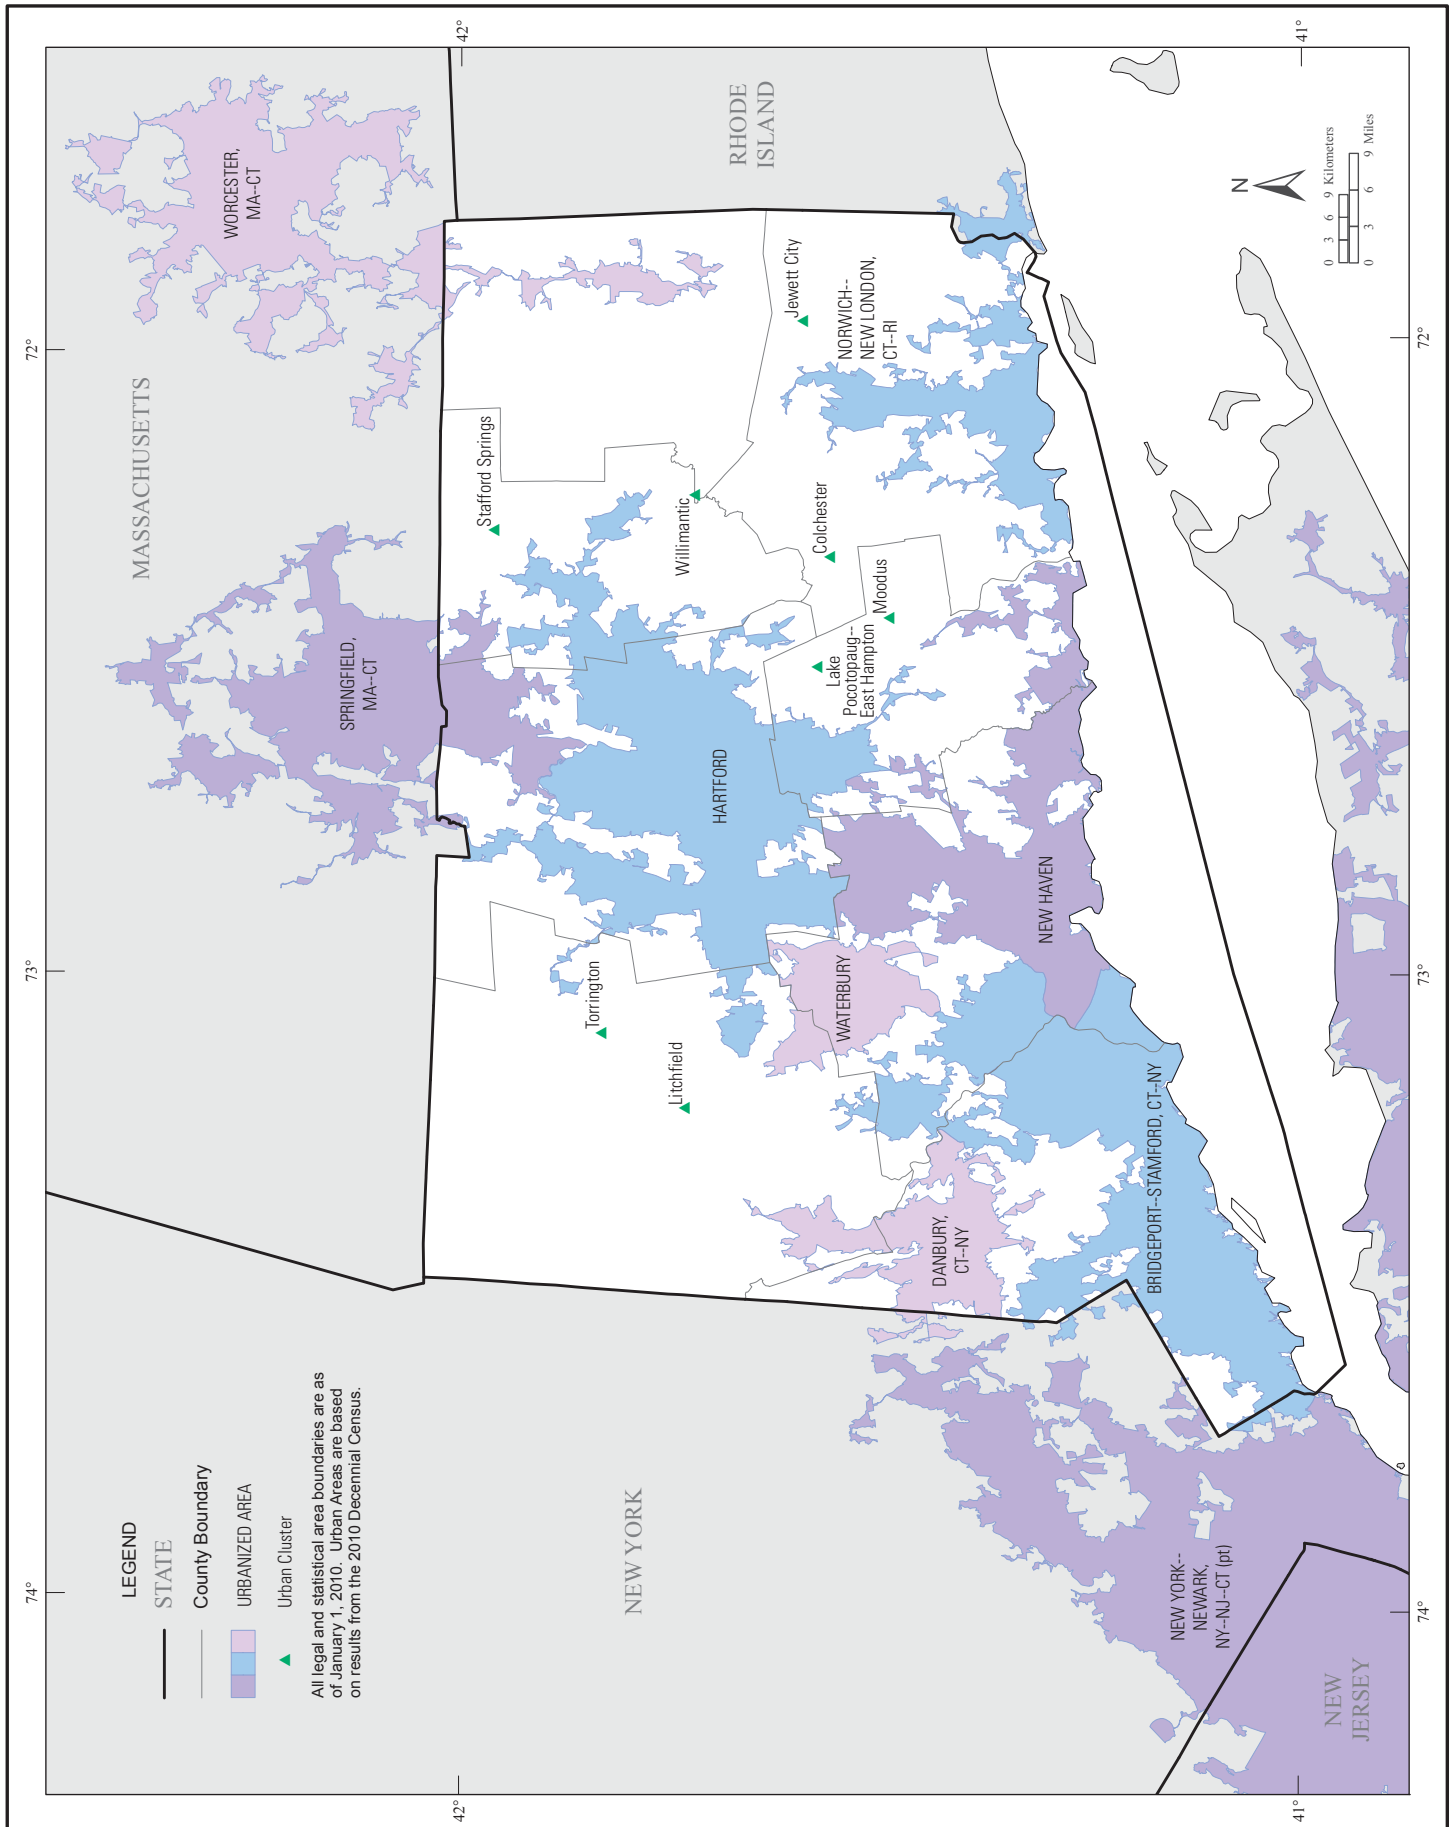 LEGEND
STATE
County Boundary
URBANIZED AREA
Urban Cluster
All legal and statistical area boundaries are as
of January 1, 2010. Urban Areas are based
on results from the 2010 Decennial Census.
74°
73°
72°
42°
42°
41°
41°
74°
73°
72°
MASSACHUSETTS
NEW YORK
RHODE
ISLAND
NEW
JERSEY
WORCESTER,
MA--CT
SPRINGFIELD,
MA--CT
HARTFORD
Stafford Springs
Willimantic
Torrington
Litchfield
Jewett City
Colchester
Moodus
Lake
Pocotopaug--
East Hampton
NORWICH--
NEW LONDON,
CT--RI
WATERBURY
NEW HAVEN
DANBURY,
CT--NY
BRIDGEPORT--STAMFORD, CT--NY
NEW YORK--
NEWARK,
NY--NJ--CT (pt)
N
0 3 6 9 Kilometers
0 3 6 9 Miles